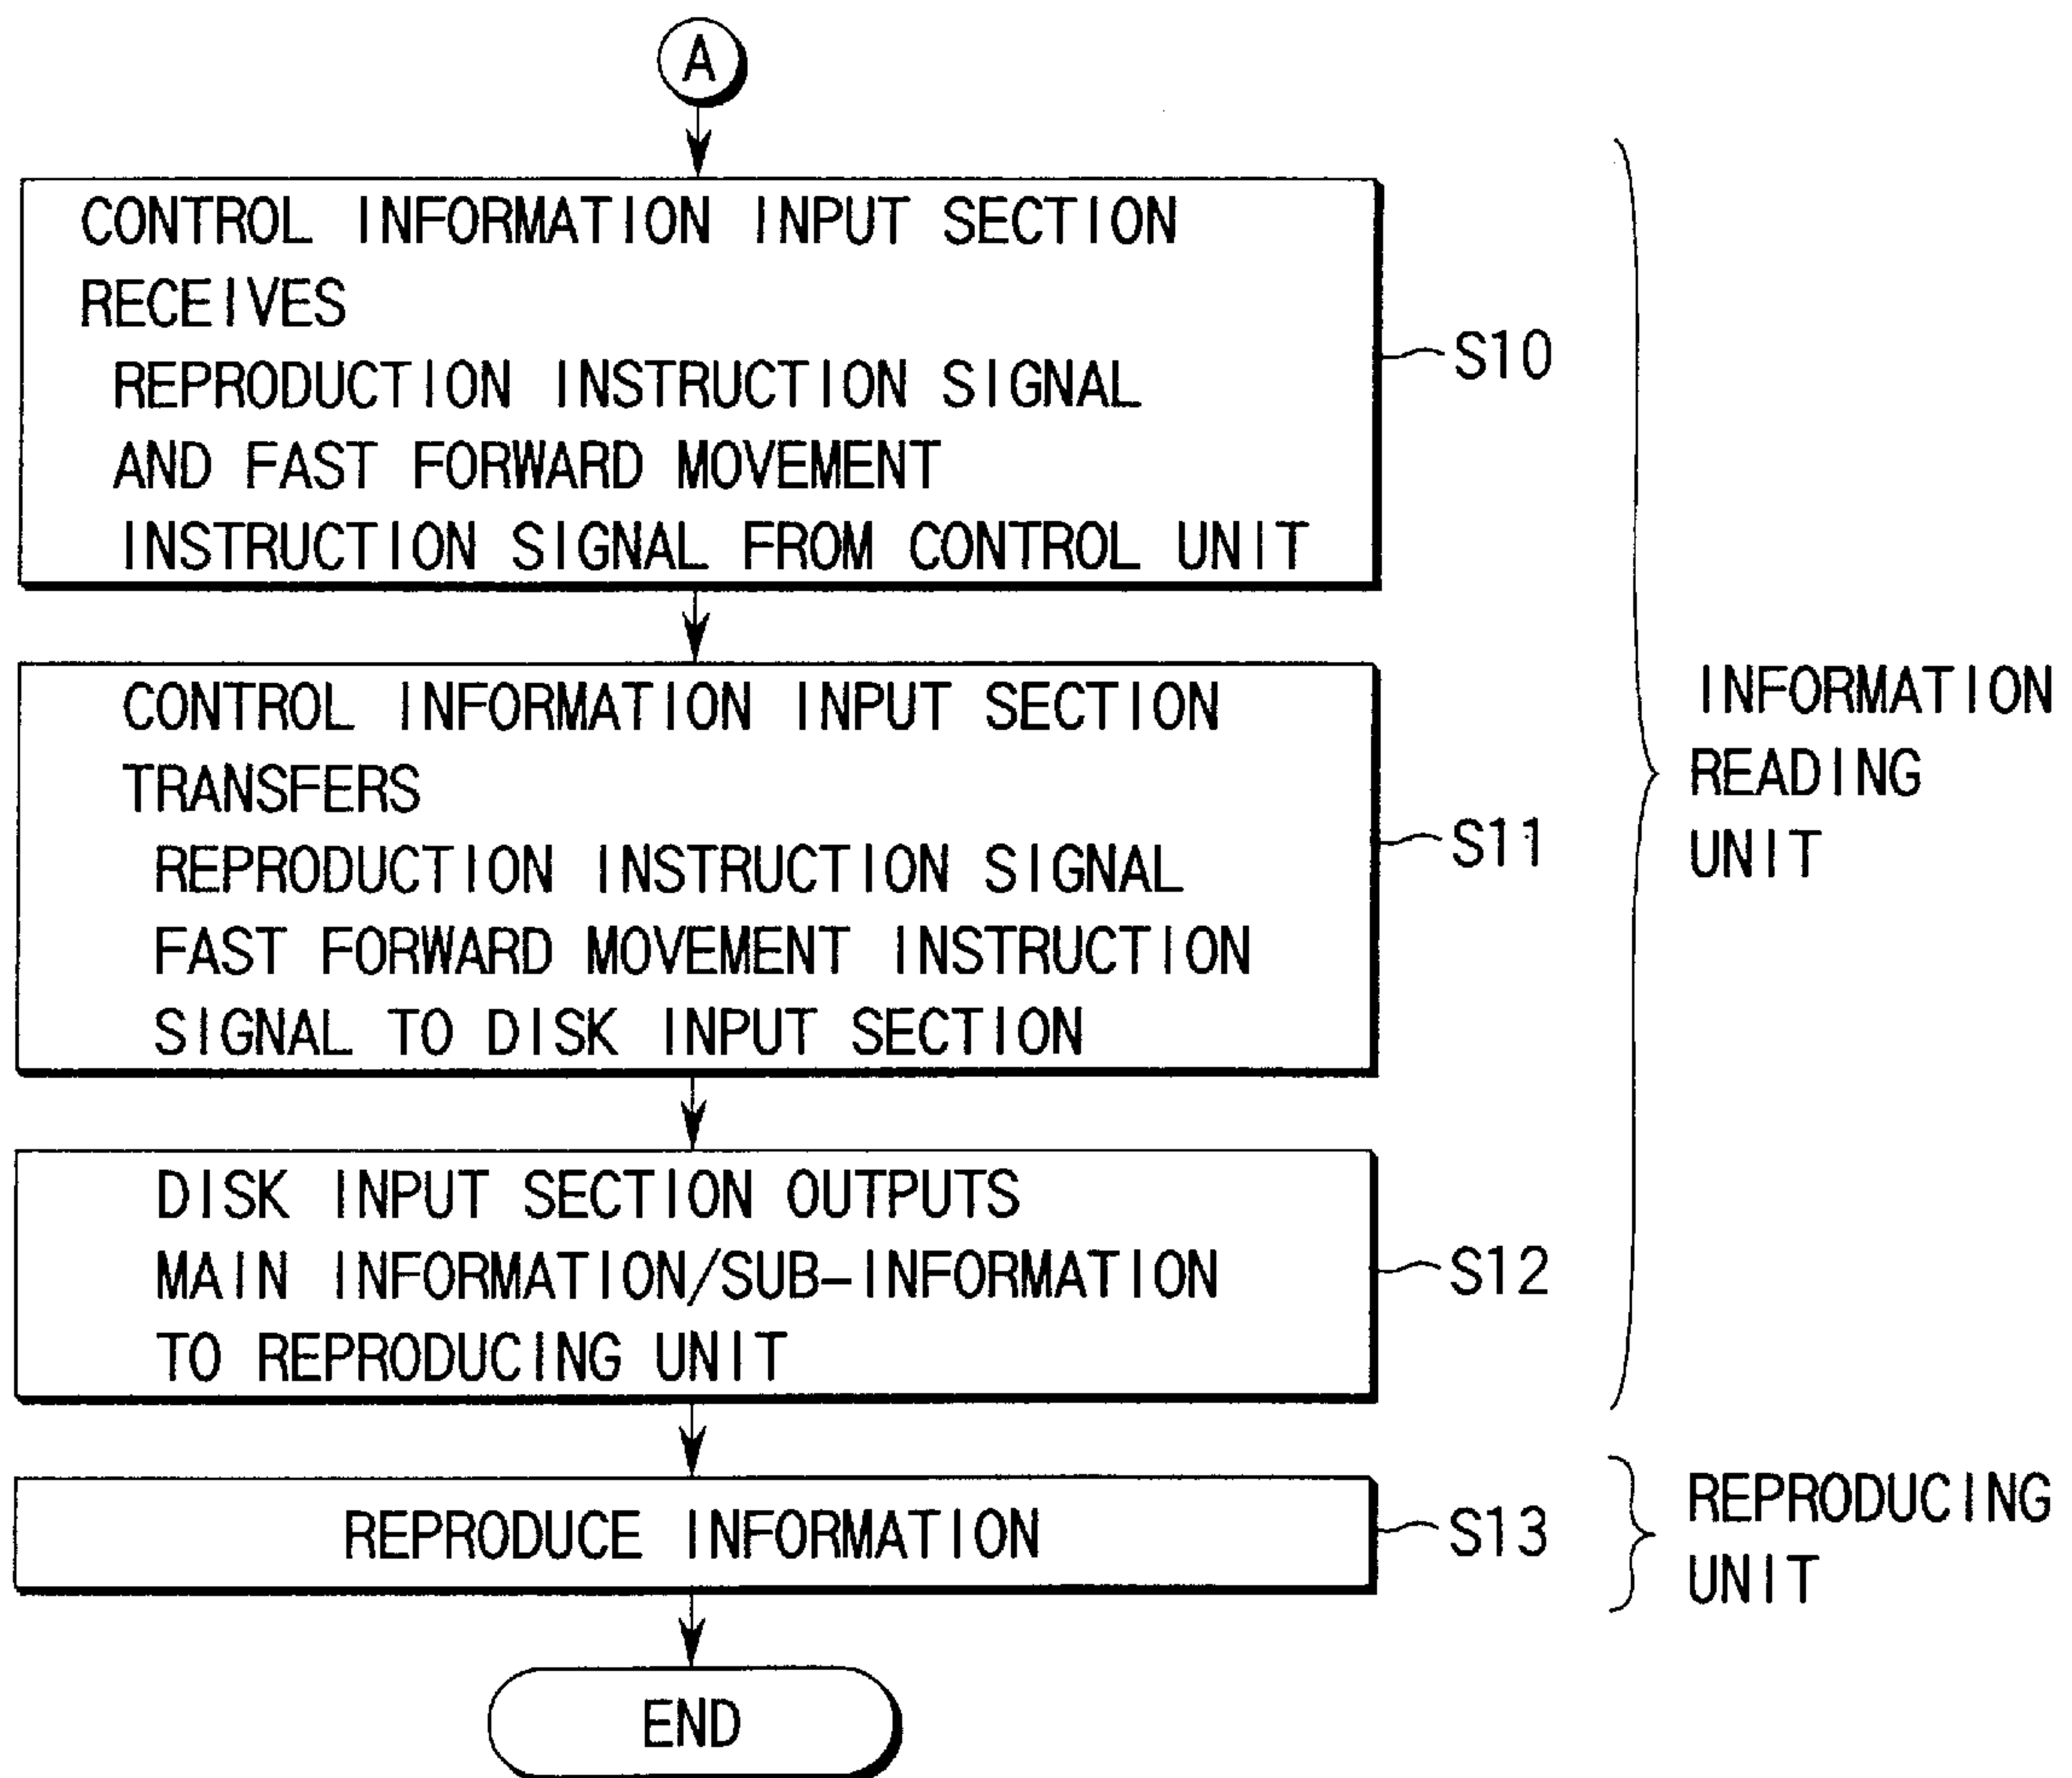 A
CONTROL INFORMATION INPUT SECTION
RECEIVES
REPRODUCTION INSTRUCTION SIGNAL
AND FAST FORWARD MOVEMENT
INSTRUCTION SIGNAL FROM CONTROL UNIT
S10
CONTROL INFORMATION INPUT SECTION
TRANSFERS
REPRODUCTION INSTRUCTION SIGNAL
FAST FORWARD MOVEMENT INSTRUCTION
SIGNAL TO DISK INPUT SECTION
S11
INFORMATION
READING
UNIT
DISK INPUT SECTION OUTPUTS
MAIN INFORMATION/SUB-INFORMATION
TO REPRODUCING UNIT
S12
REPRODUCE INFORMATION
S13
REPRODUCING
UNIT
END